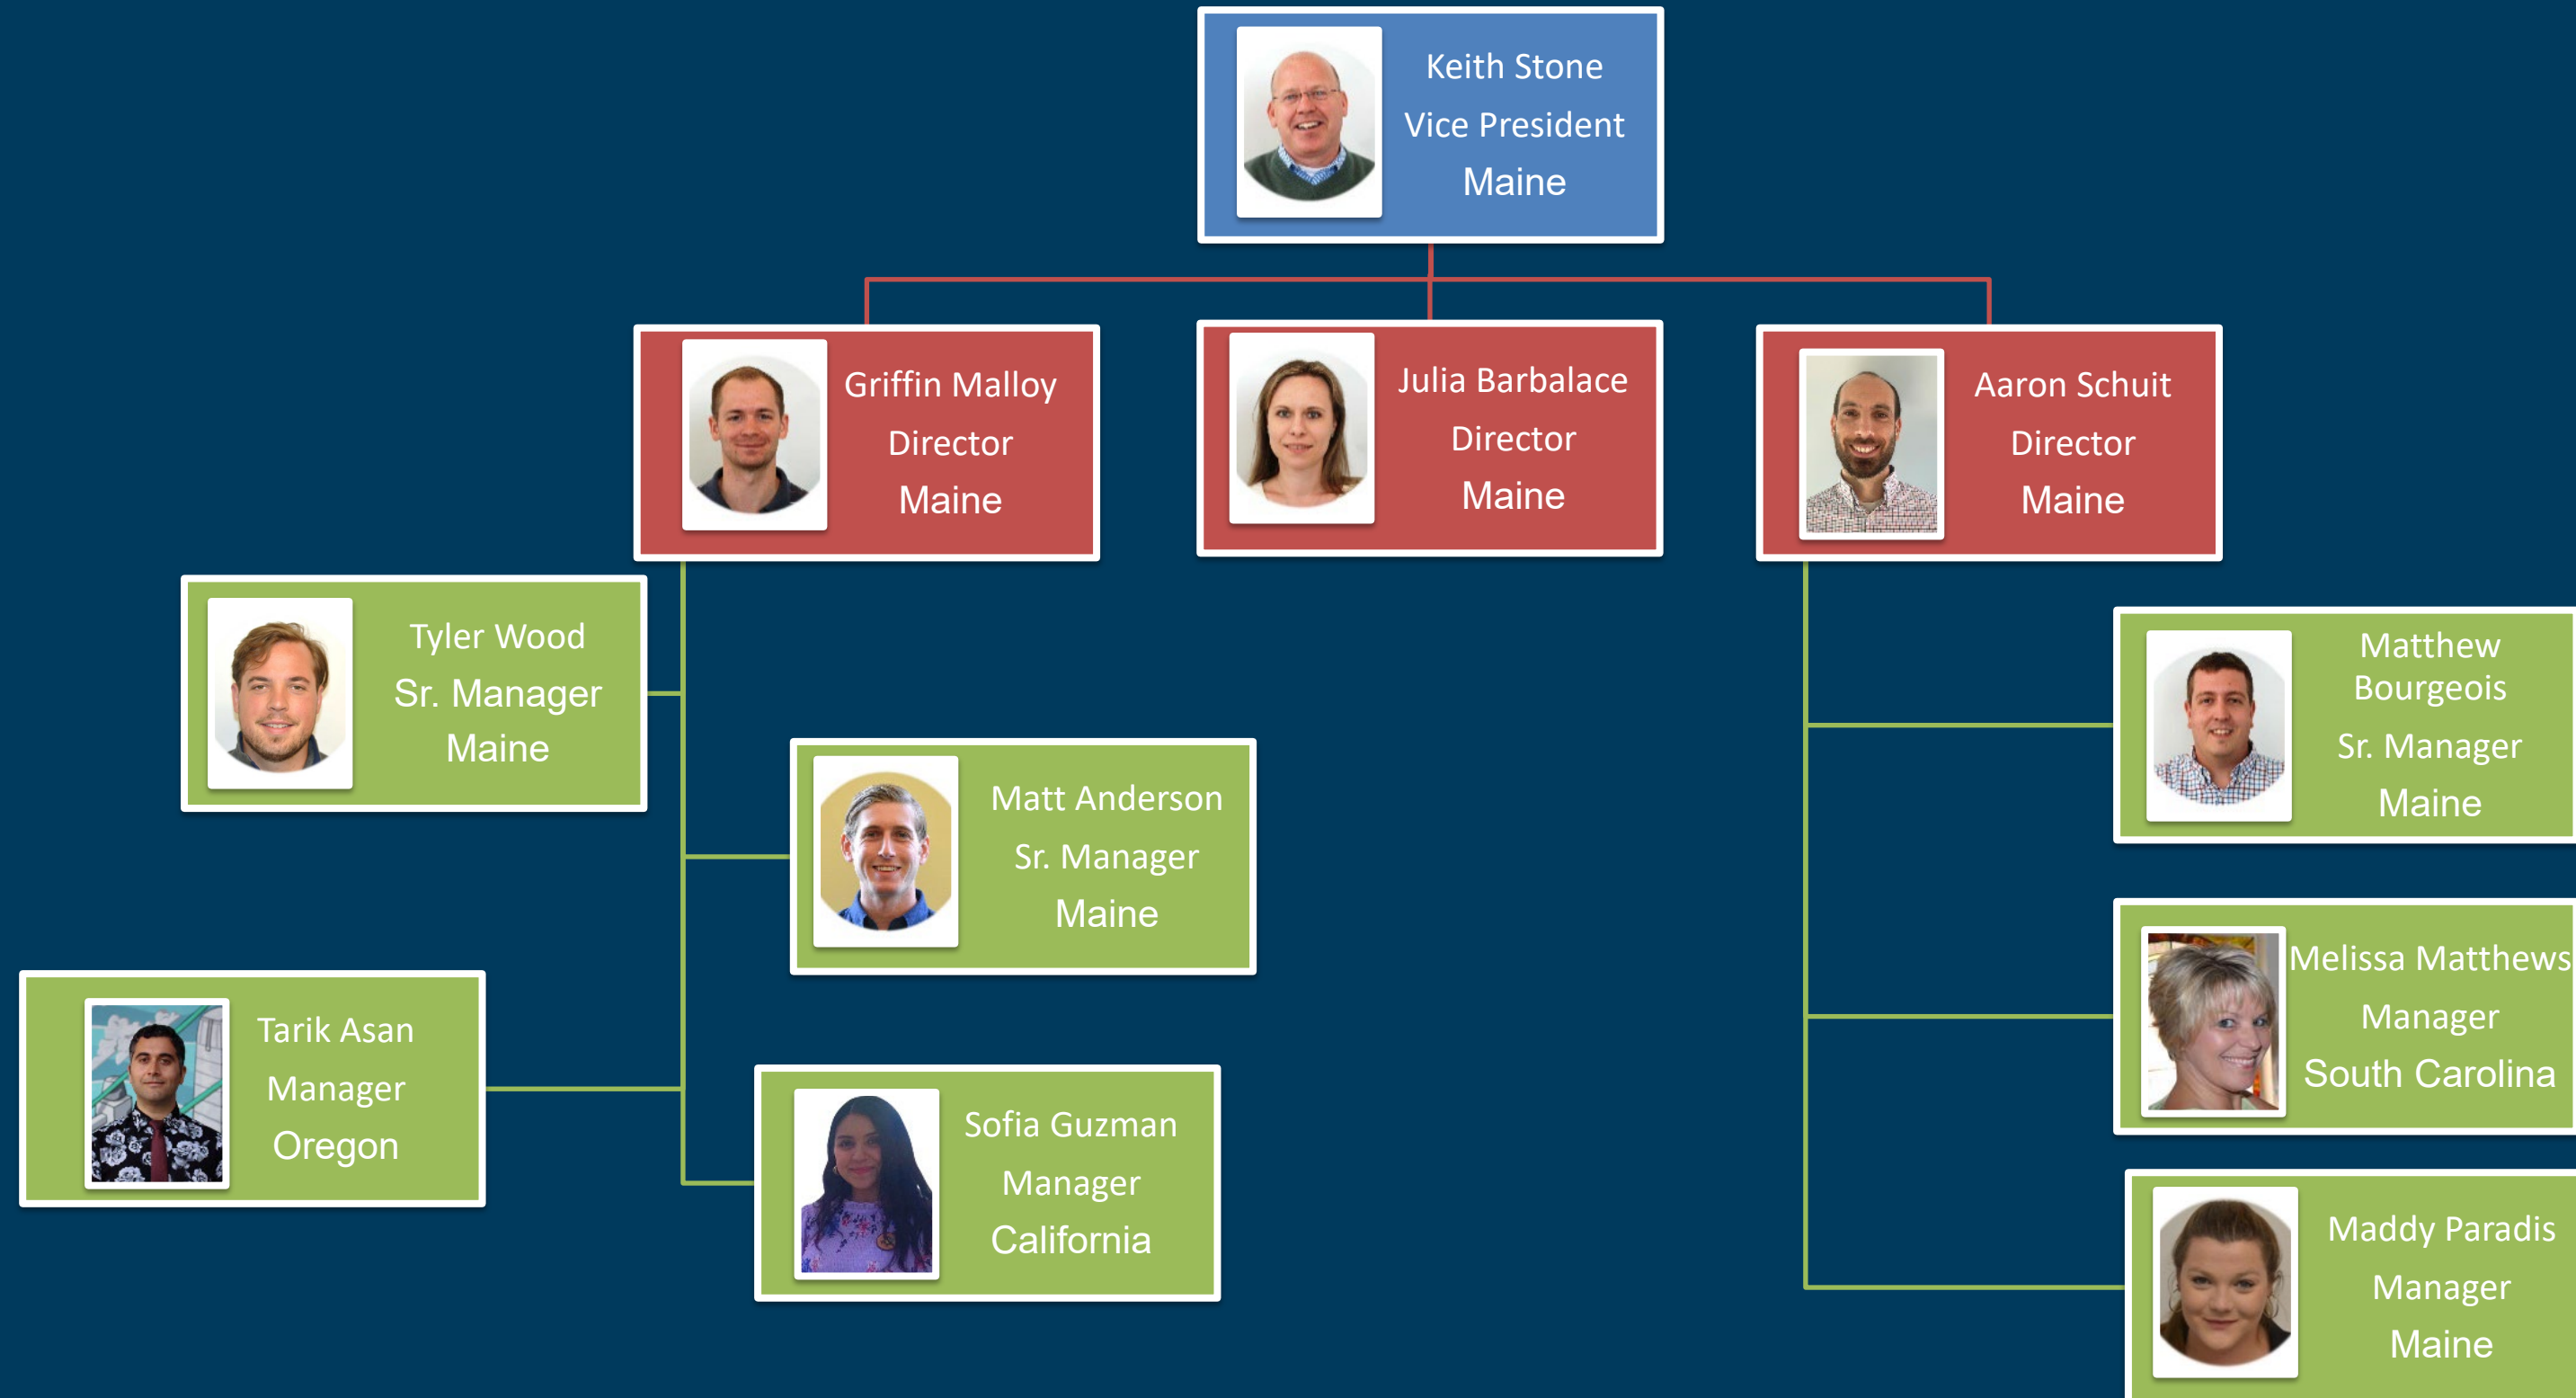 Keith Stone
Vice President
Maine
Griffin Malloy
Director
Maine
Julia Barbalace
Director
Maine
Aaron Schuit
Director
Maine
Tyler Wood
Sr. Manager
Maine
Matt Anderson
Sr. Manager
Maine
Tarik Asan
Manager
Oregon
Sofia Guzman
Manager
California
Matthew
Bourgeois
Sr. Manager
Maine
Melissa Matthews
Manager
South Carolina
Maddy Paradis
Manager
Maine